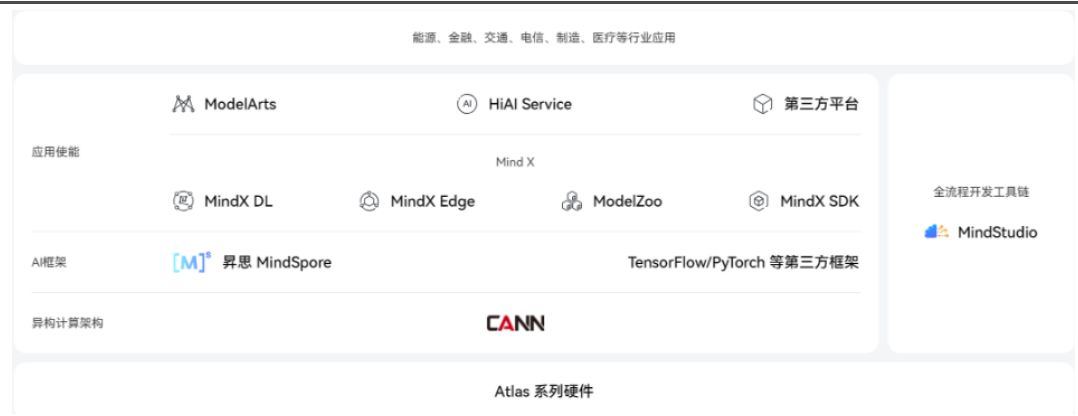 能源、金融、交通、电信、制造、医疗等行业应用
ModelArts
AI
HiAI Service
第三方平台
应用使能
Mind X
MindX DL
MindX Edge
ModelZoo
MindX SDK
AI框架
[M]s
昇思 MindSpore
TensorFlow/PyTorch 等第三方框架
异构计算架构
CANN
全流程开发工具链
MindStudio
Atlas 系列硬件